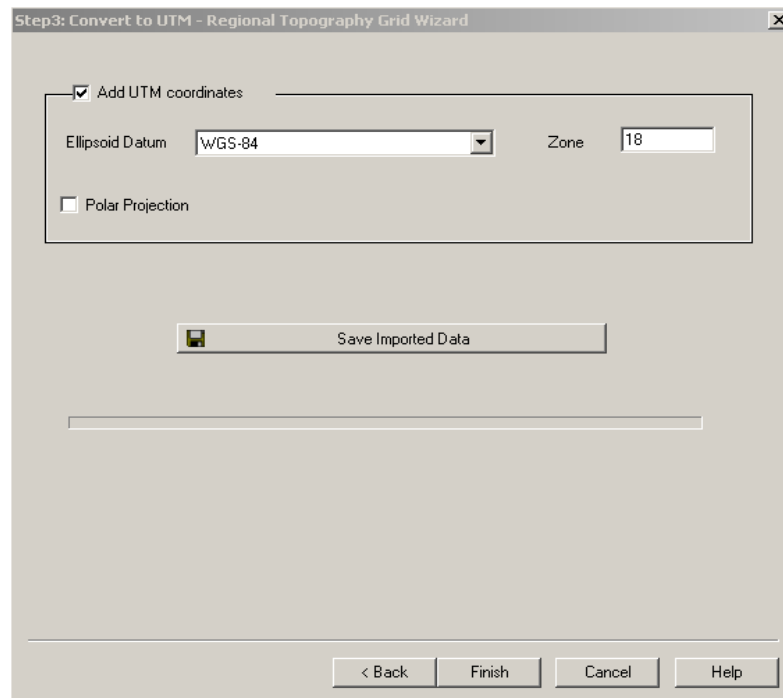 Step3: Convert to UTM - Regional Topography Grid Wizard
Add UTM coordinates
Ellipsoid Datum WGS-84 Zone 18
Polar Projection
Save Imported Data
< Back Finish Cancel Help